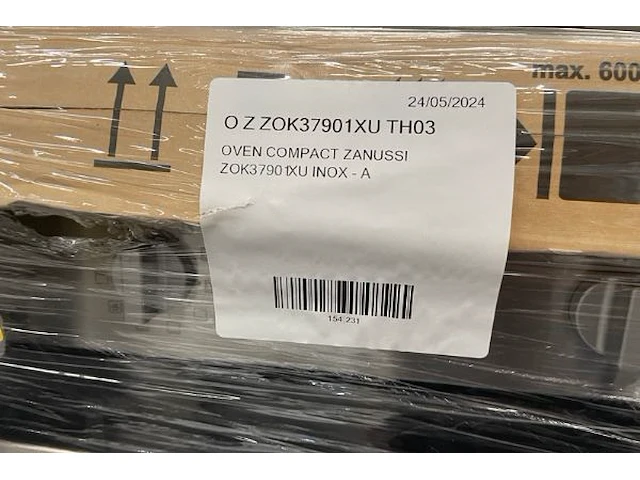 max. 600
24/05/2024
O Z ZOK37901XU TH03
OVEN COMPACT ZANUSSI
ZOK37901XU INOX - A
154.231